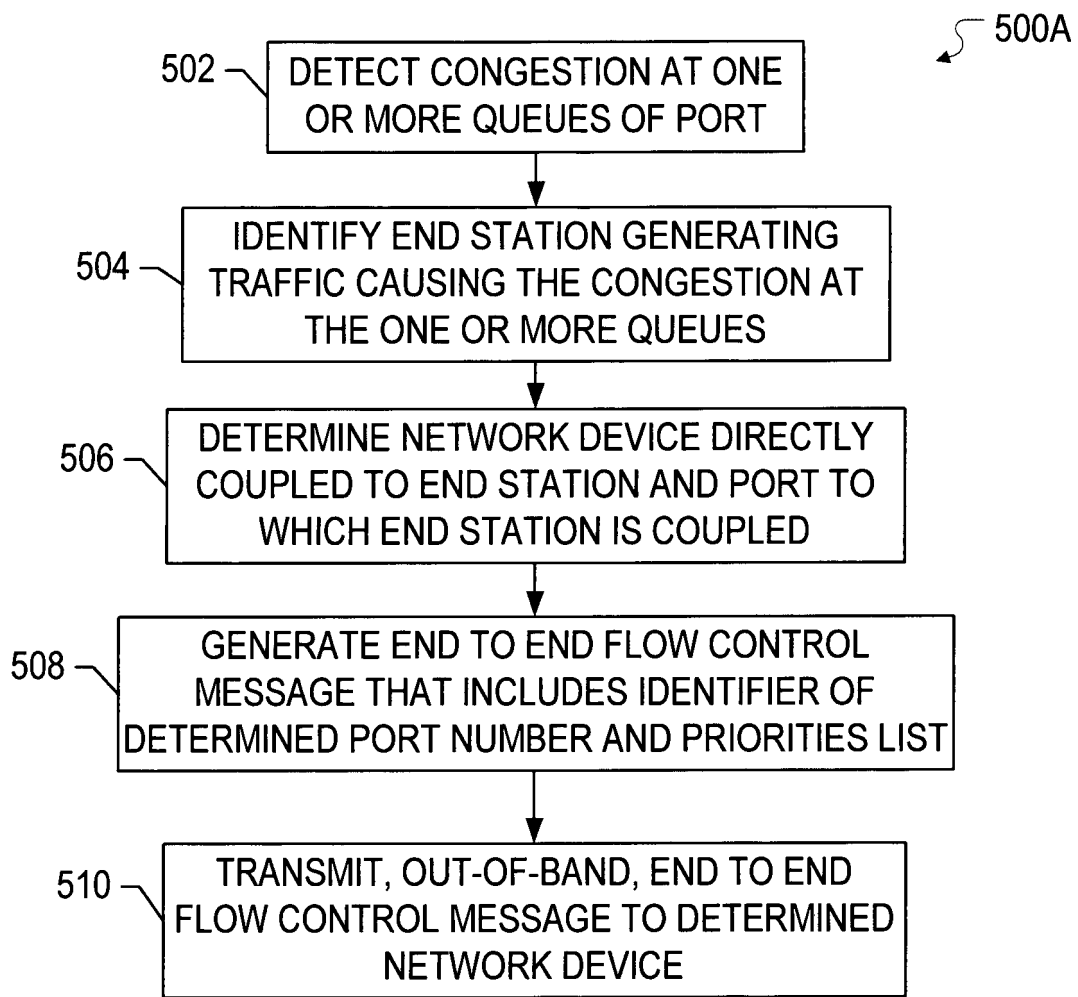 500A
502
DETECT CONGESTION AT ONE
OR MORE QUEUES OF PORT
504
IDENTIFY END STATION GENERATING
TRAFFIC CAUSING THE CONGESTION AT
THE ONE OR MORE QUEUES
506
DETERMINE NETWORK DEVICE DIRECTLY
COUPLED TO END STATION AND PORT TO
WHICH END STATION IS COUPLED
508
GENERATE END TO END FLOW CONTROL
MESSAGE THAT INCLUDES IDENTIFIER OF
DETERMINED PORT NUMBER AND PRIORITIES LIST
510
TRANSMIT, OUT-OF-BAND, END TO END
FLOW CONTROL MESSAGE TO DETERMINED
NETWORK DEVICE